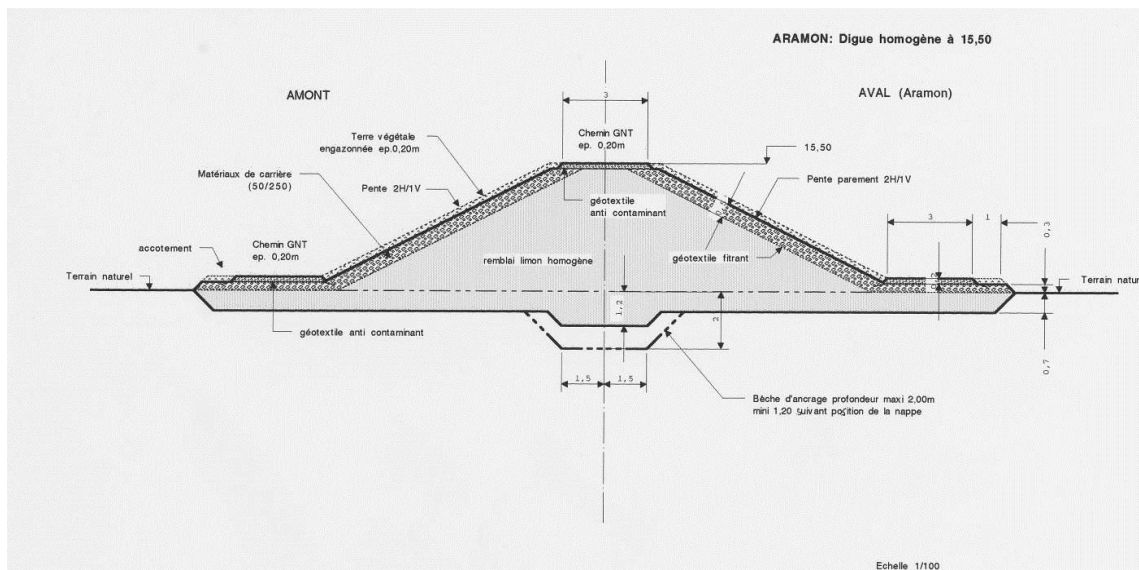 ARAMON: Digue homogène à 15,50
AMONT
AVAL (Aramon)
3
Chemin GNT
ep. 0,20m
Terre végétale
engazonnée ep.0,20m
15,50
Matériaux de carrière
(50/250)
Pente 2H/1V
Pente parement 2H/1V
géotextile
anti contaminant
3
1
0,3
accotement
Chemin GNT
ep. 0,20m
remblai limon homogène
géotextile filtrant
Terrain naturel
Terrain natur
1,2
2
géotextile anti contaminant
0,7
1,5
1,5
Bèche d'ancrage profondeur maxi 2,00m
mini 1,20 suivant position de la nappe
Echelle 1/100